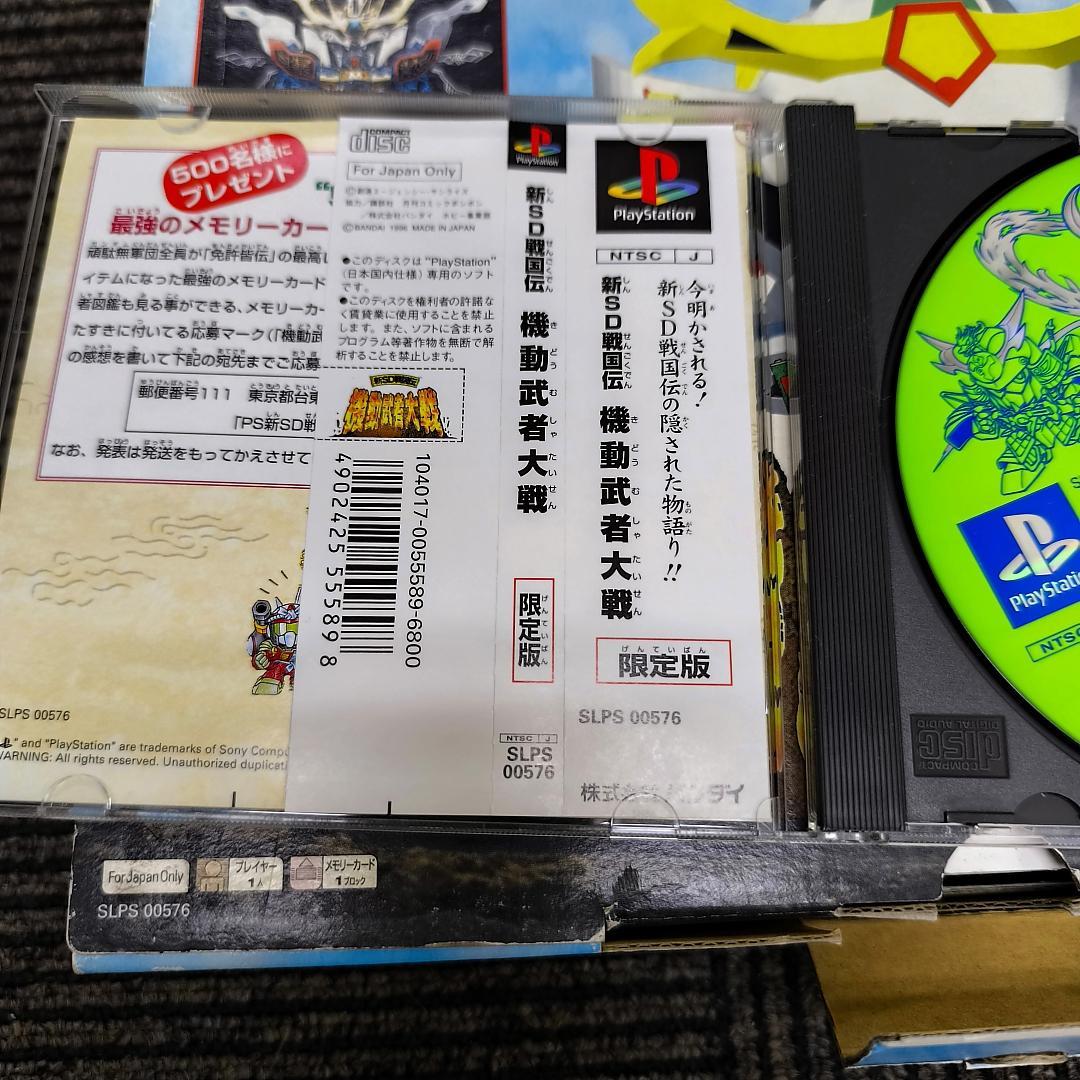 500名様に
プレゼント
最強のメモリーカー
頑駄無軍団全員が「免許皆伝」の最高
イテムになった最強のメモリーカード
者図鑑も見る事ができる、メモリーカー
たすきに付いてる応募マーク(「機動武
の感想を書いて下記の宛先までご応募
郵便番号111 東京都台東
「PS新SD戦
なお、発表は発送をもってかえさせて
SLPS 00576
" and "PlayStation" are trademarks of Sony Comp
WARNING: All rights reserved. Unauthorized duplicati
COMPACT
disc
For Japan Only
©創通エージェンシー・サンライズ
協力/講談社 月刊コミックボンボン
/株式会社バンダイ ホビー事業部
©BANDAI 1996 MADE IN JAPAN
●このディスクは"PlayStation"
(日本国内仕様)専用のソフト
です。
●このディスクを権利者の許諾な
く賃貸業に使用することを禁止
します。また、ソフトに含まれる
プログラム等著作物を無断で解
析することを禁止します。
新SD戦国伝
機動武者大戦
104017-0055589-6800
4902425 555898
PlayStation
新SD戦国伝 機動武者大戦
限定版
NTSC J
SLPS
00576
PlayStation
NTSC J
今明かされる!
新SD戦国伝の隠された物語り!!
新SD戦国伝 機動武者大戦
限定版
SLPS 00576
株式会社バンダイ
PlayStatio
NTSC
COMPACT
disc
DIGITAL AUDIO
For Japan Only
プレイヤー
1人
メモリーカード
1ブロック
SLPS 00576